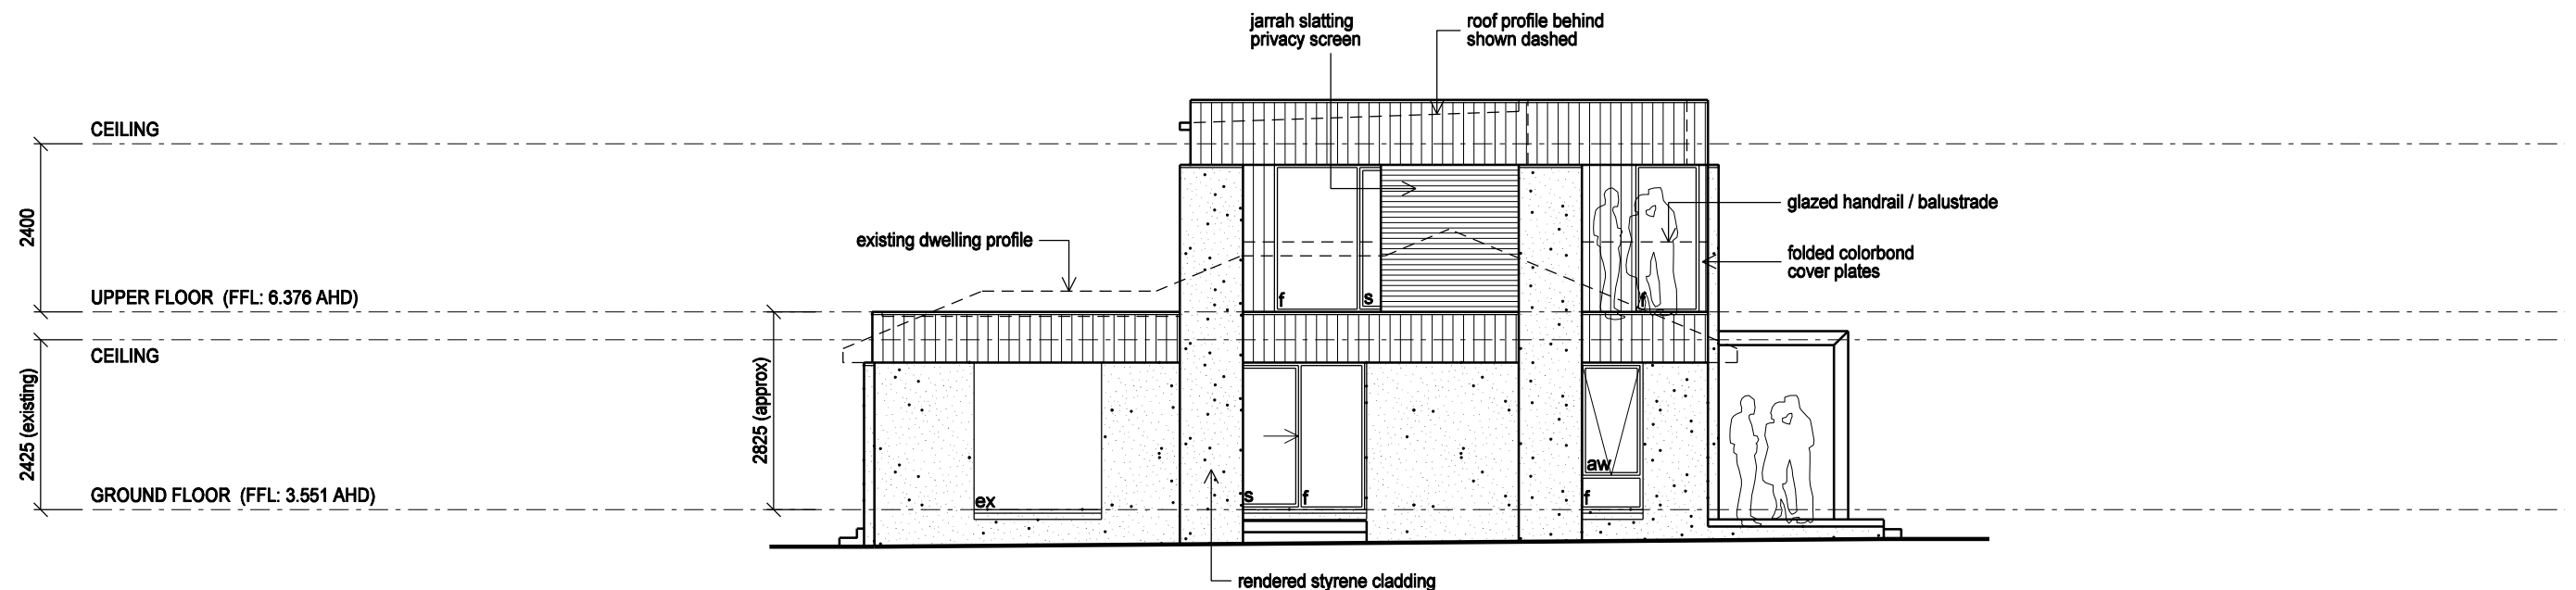 jarrah slatting
privacy screen
roof profile behind
shown dashed
CEILING
2400
glazed handrail / balustrade
existing dwelling profile
folded colorbond
cover plates
UPPER FLOOR (FFL: 6.376 AHD)
f
s
f
CEILING
2425 (existing)
2825 (approx)
GROUND FLOOR (FFL: 3.551 AHD)
ex
s
f
aw
f
rendered styrene cladding